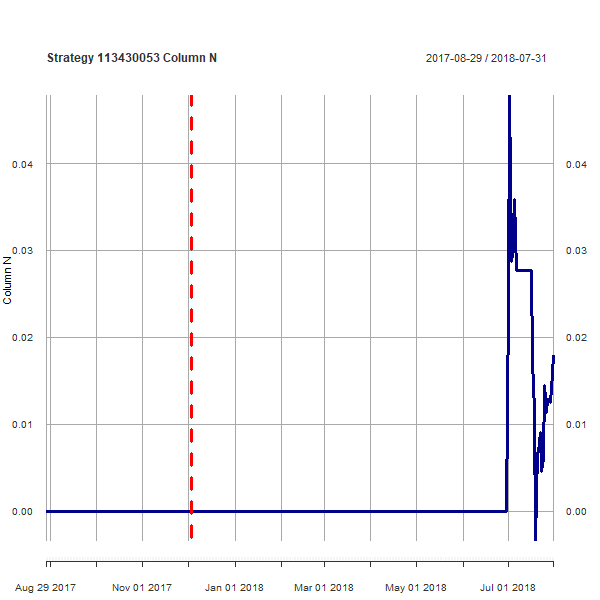 Strategy 113430053 Column N
2017-08-29 / 2018-07-31
0.04
0.04
0.03
0.03
Column N
0.02
0.02
0.01
0.01
0.00
0.00
Aug 29 2017
Nov 01 2017
Jan 01 2018
Mar 01 2018
May 01 2018
Jul 01 2018